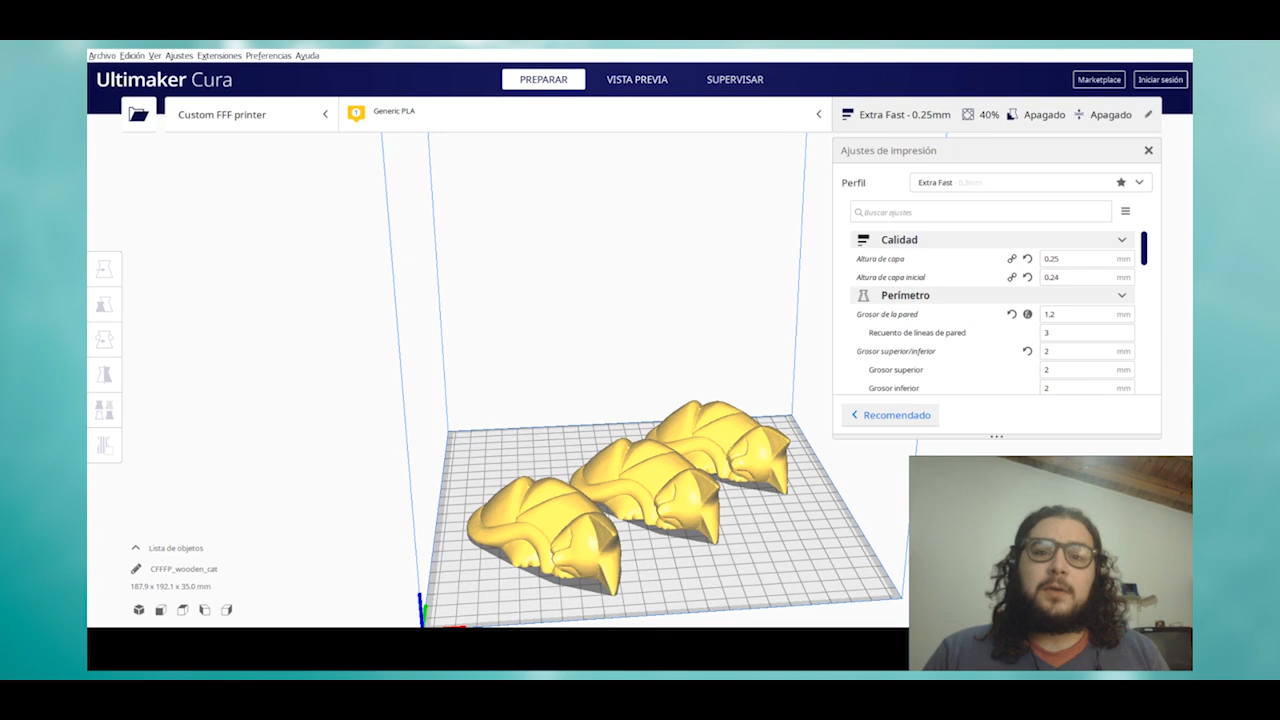 Archivo Edición Ver Ajustes Extensiones Preferencias Ayuda
Ultimaker Cura
PREPARAR
VISTA PREVIA
SUPERVISAR
Marketplace
Iniciar sesión
Custom FFF printer
1
Generic PLA
Extra Fast - 0.25mm
40%
Apagado
Apagado
Ajustes de impresión
Perfil
Extra Fast - 0.3mm
Buscar ajustes
Calidad
Altura de capa
0.25 mm
Altura de capa inicial
0.24 mm
Perímetro
Grosor de la pared
1.2 mm
Recuento de líneas de pared
3
Grosor superior/inferior
2 mm
Grosor superior
2 mm
Grosor inferior
2 mm
Recomendado
Lista de objetos
CFFFP_wooden_cat
187.9 x 192.1 x 35.0 mm